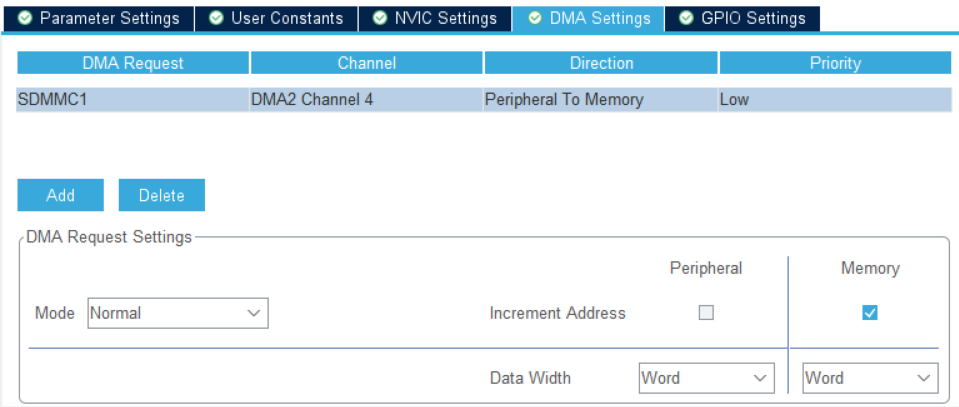 Parameter Settings User Constants NVIC Settings DMA Settings GPIO Settings
DMA Request Channel Direction Priority
SDMMC1 DMA2 Channel 4 Peripheral To Memory Low
Add Delete
DMA Request Settings
Peripheral Memory
Mode Normal Increment Address
Data Width Word Word